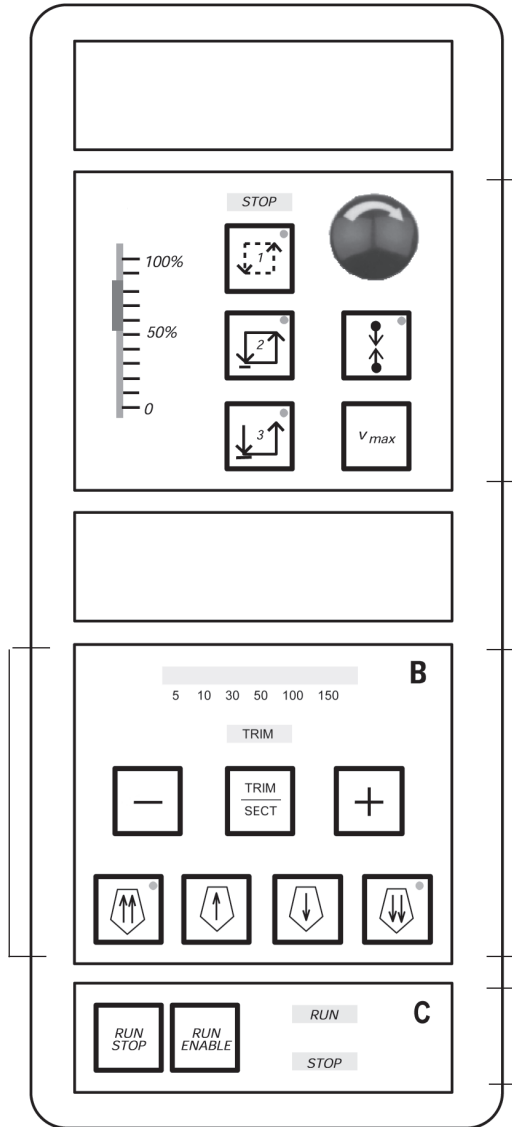 STOP
1
100%
50%
0
2
3
v max
B
5 10 30 50 100 150
TRIM
−
TRIM
SECT
+
RUN
STOP
RUN
ENABLE
RUN
C
STOP